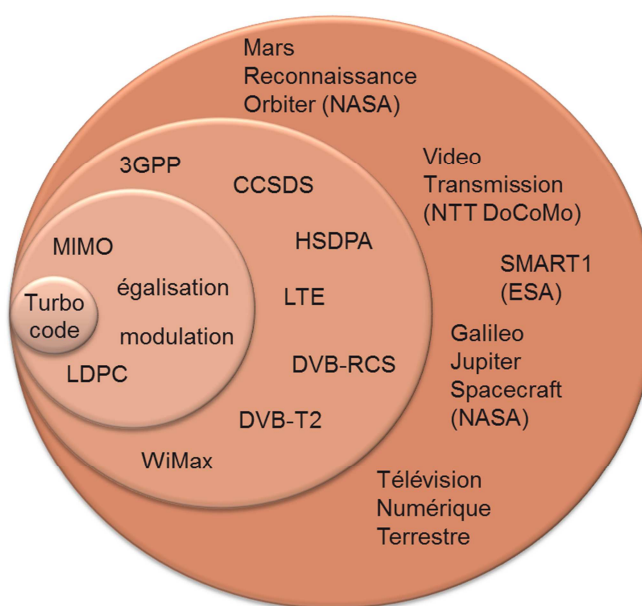 Mars
Reconnaissance
Orbiter (NASA)
3GPP
CCSDS
Video
Transmission
(NTT DoCoMo)
MIMO
HSDPA
SMART1
(ESA)
égalisation
LTE
Turbo
code
modulation
Galileo
Jupiter
Spacecraft
(NASA)
LDPC
DVB-RCS
DVB-T2
WiMax
Télévision
Numérique
Terrestre